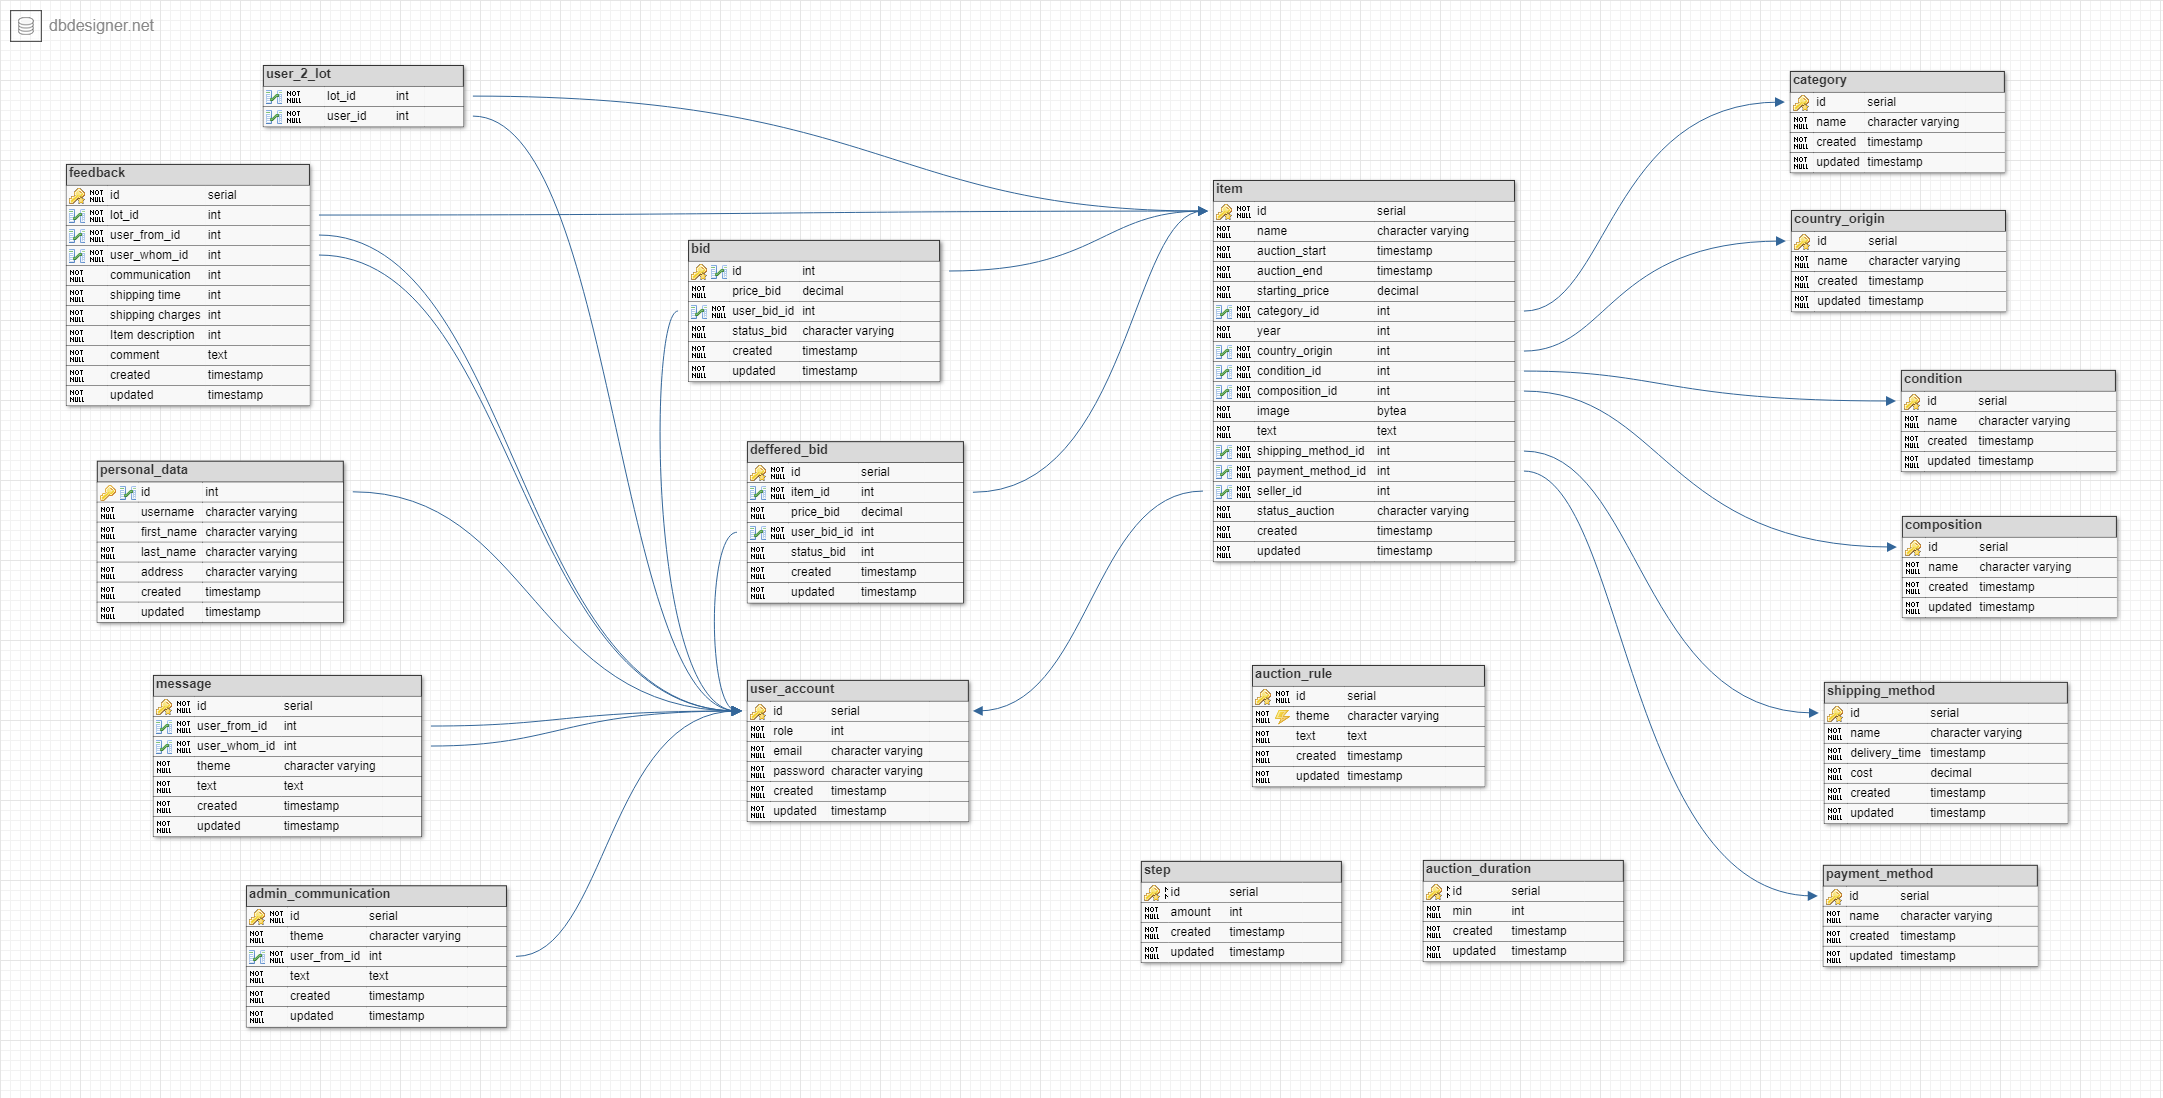 dbdesigner.net
user_2_lot
NOT NULL lot_id int
NOT NULL user_id int
feedback
NOT NULL id serial
NOT NULL lot_id int
NOT NULL user_from_id int
NOT NULL user_whom_id int
NOT NULL communication int
NOT NULL shipping time int
NOT NULL shipping charges int
NOT NULL Item description int
NOT NULL comment text
NOT NULL created timestamp
NOT NULL updated timestamp
personal_data
id int
NOT NULL username character varying
NOT NULL first_name character varying
NOT NULL last_name character varying
NOT NULL address character varying
NOT NULL created timestamp
NOT NULL updated timestamp
message
NOT NULL id serial
NOT NULL user_from_id int
NOT NULL user_whom_id int
NOT NULL theme character varying
NOT NULL text text
NOT NULL created timestamp
NOT NULL updated timestamp
admin_communication
NOT NULL id serial
NOT NULL theme character varying
NOT NULL user_from_id int
NOT NULL text text
NOT NULL created timestamp
NOT NULL updated timestamp
bid
id int
NOT NULL price_bid decimal
NOT NULL user_bid_id int
NOT NULL status_bid character varying
NOT NULL created timestamp
NOT NULL updated timestamp
deffered_bid
NOT NULL id serial
NOT NULL item_id int
NOT NULL price_bid decimal
NOT NULL user_bid_id int
NOT NULL status_bid int
NOT NULL created timestamp
NOT NULL updated timestamp
user_account
id serial
NOT NULL role int
NOT NULL email character varying
NOT NULL password character varying
NOT NULL created timestamp
NOT NULL updated timestamp
item
NOT NULL id serial
NOT NULL name character varying
NOT NULL auction_start timestamp
NOT NULL auction_end timestamp
NOT NULL starting_price decimal
NOT NULL category_id int
NOT NULL year int
NOT NULL country_origin int
NOT NULL condition_id int
NOT NULL composition_id int
NOT NULL image bytea
NOT NULL text text
NOT NULL shipping_method_id int
NOT NULL payment_method_id int
NOT NULL seller_id int
NOT NULL status_auction character varying
NOT NULL created timestamp
NOT NULL updated timestamp
auction_rule
NOT NULL id serial
NOT NULL theme character varying
NOT NULL text text
NOT NULL created timestamp
NOT NULL updated timestamp
step
id serial
NOT NULL amount int
NOT NULL created timestamp
NOT NULL updated timestamp
auction_duration
id serial
NOT NULL min int
NOT NULL created timestamp
NOT NULL updated timestamp
category
id serial
NOT NULL name character varying
NOT NULL created timestamp
NOT NULL updated timestamp
country_origin
id serial
NOT NULL name character varying
NOT NULL created timestamp
NOT NULL updated timestamp
condition
id serial
NOT NULL name character varying
NOT NULL created timestamp
NOT NULL updated timestamp
composition
id serial
NOT NULL name character varying
NOT NULL created timestamp
NOT NULL updated timestamp
shipping_method
id serial
NOT NULL name character varying
NOT NULL delivery_time timestamp
NOT NULL cost decimal
NOT NULL created timestamp
NOT NULL updated timestamp
payment_method
id serial
NOT NULL name character varying
NOT NULL created timestamp
NOT NULL updated timestamp